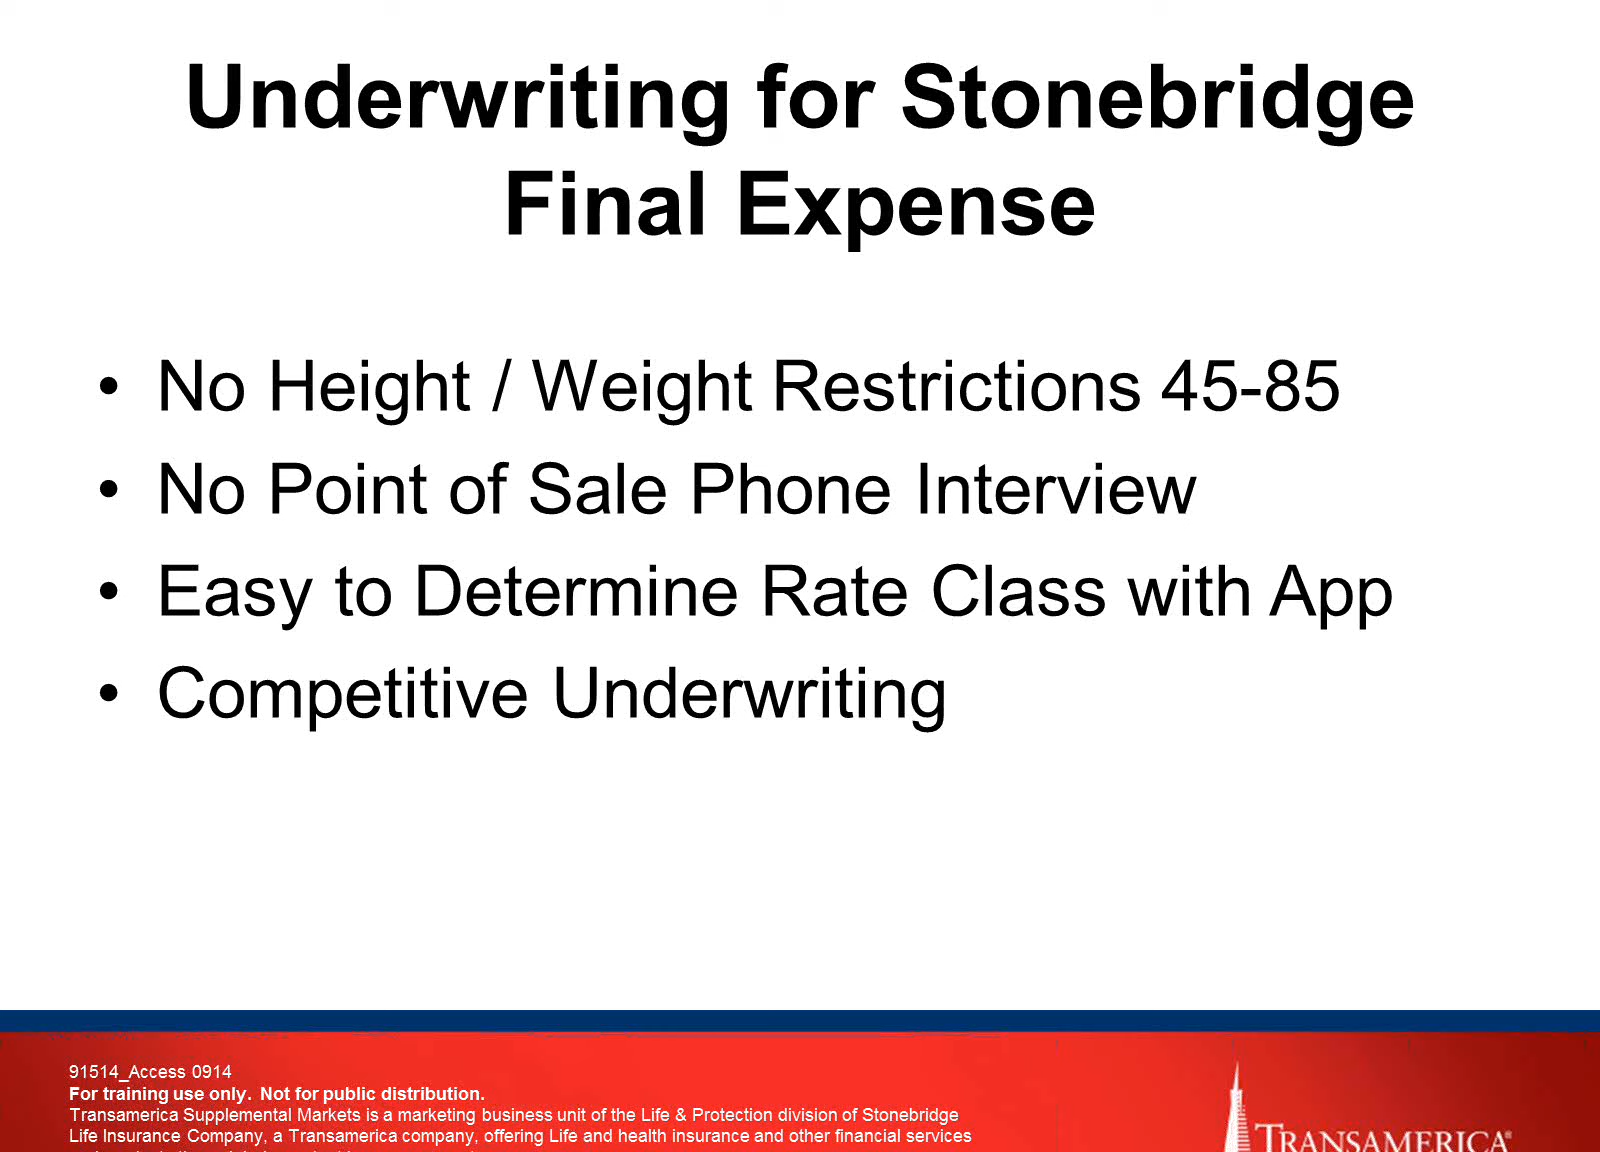 Underwriting for Stonebridge
Final Expense
• No Height / Weight Restrictions 45-85
• No Point of Sale Phone Interview
• Easy to Determine Rate Class with App
• Competitive Underwriting
91514_Access 0914
For training use only. Not for public distribution.
Transamerica Supplemental Markets is a marketing business unit of the Life & Protection division of Stonebridge
Life Insurance Company, a Transamerica company, offering Life and health insurance and other financial services
TRANSAMERICA®